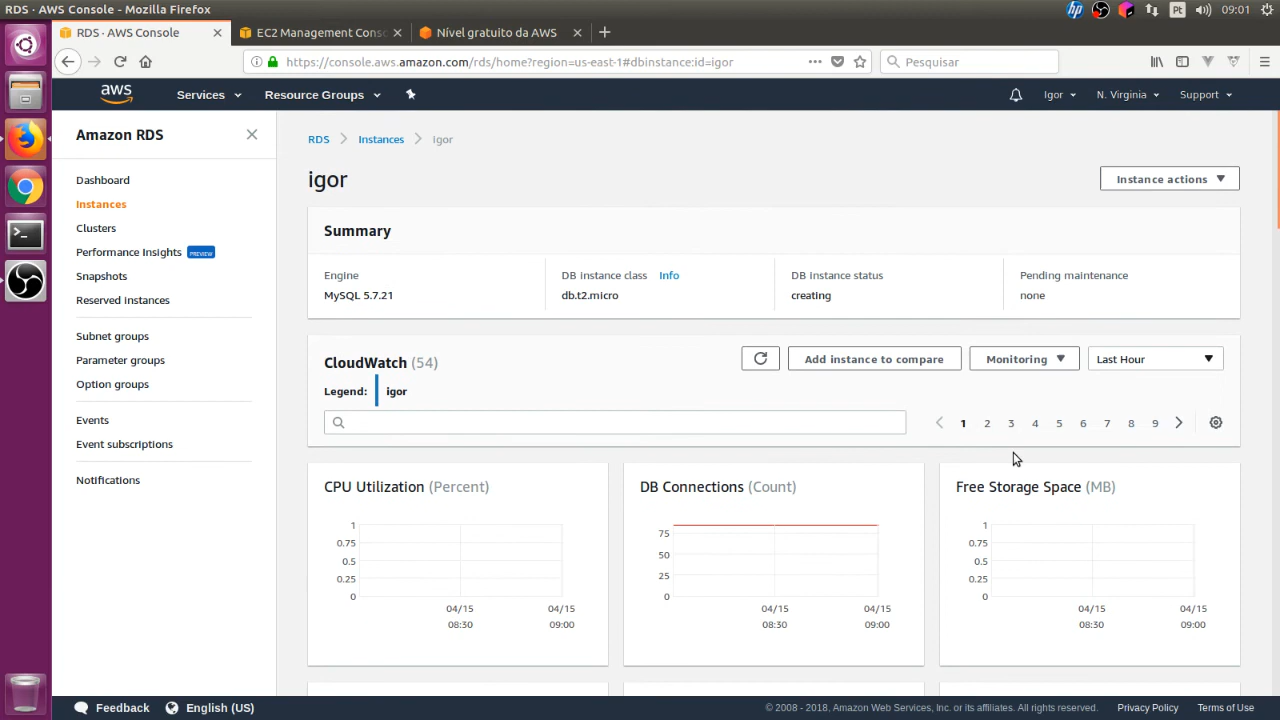 RDS · AWS Console - Mozilla Firefox
Pt
09:01
RDS · AWS Console
EC2 Management Consc
Nível gratuito da AWS
https://console.aws.amazon.com/rds/home?region=us-east-1#dbinstance:id=igor
Pesquisar
aws
Services
Resource Groups
Igor
N. Virginia
Support
Amazon RDS
Dashboard
Instances
Clusters
Performance Insights PREVIEW
Snapshots
Reserved instances
Subnet groups
Parameter groups
Option groups
Events
Event subscriptions
Notifications
RDS
Instances
igor
igor
Instance actions
Summary
Engine
MySQL 5.7.21
DB instance class Info
db.t2.micro
DB instance status
creating
Pending maintenance
none
CloudWatch (54)
Add instance to compare
Monitoring
Last Hour
Legend: igor
1 2 3 4 5 6 7 8 9
CPU Utilization (Percent)
1
0.75
0.5
0.25
0
04/15
08:30
04/15
09:00
DB Connections (Count)
75
50
25
0
04/15
08:30
04/15
09:00
Free Storage Space (MB)
1
0.75
0.5
0.25
0
04/15
08:30
04/15
09:00
Feedback
English (US)
© 2008 - 2018, Amazon Web Services, Inc. or its affiliates. All rights reserved.
Privacy Policy
Terms of Use